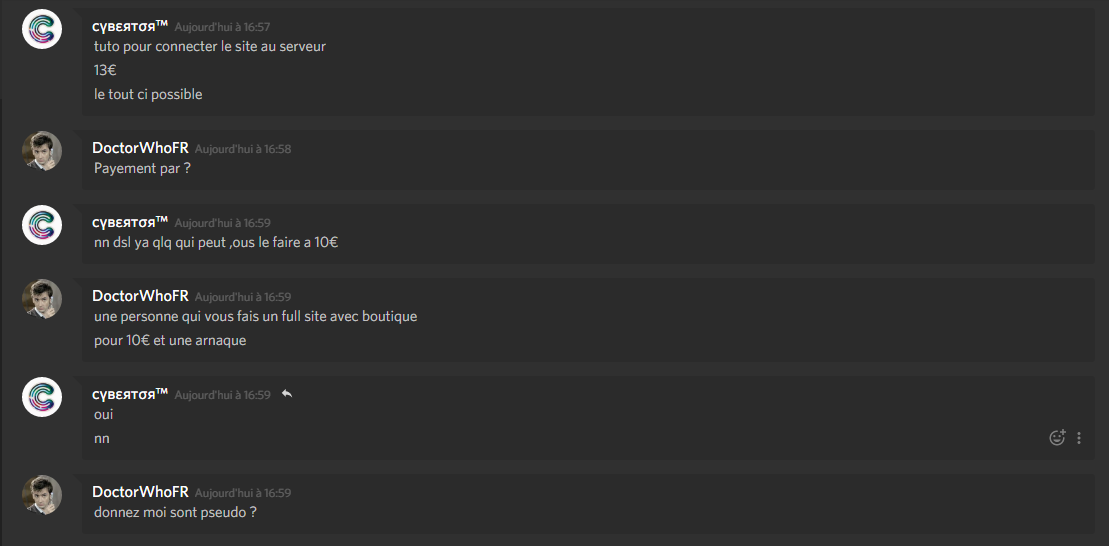 cүвεятσя™ Aujourd'hui à 16:57
tuto pour connecter le site au serveur
13€
le tout ci possible
DoctorWhoFR Aujourd'hui à 16:58
Payement par ?
cүвεятσя™ Aujourd'hui à 16:59
nn dsl ya qlq qui peut ,ous le faire a 10€
DoctorWhoFR Aujourd'hui à 16:59
une personne qui vous fais un full site avec boutique
pour 10€ et une arnaque
cүвεятσя™ Aujourd'hui à 16:59
oui
nn
DoctorWhoFR Aujourd'hui à 16:59
donnez moi sont pseudo ?